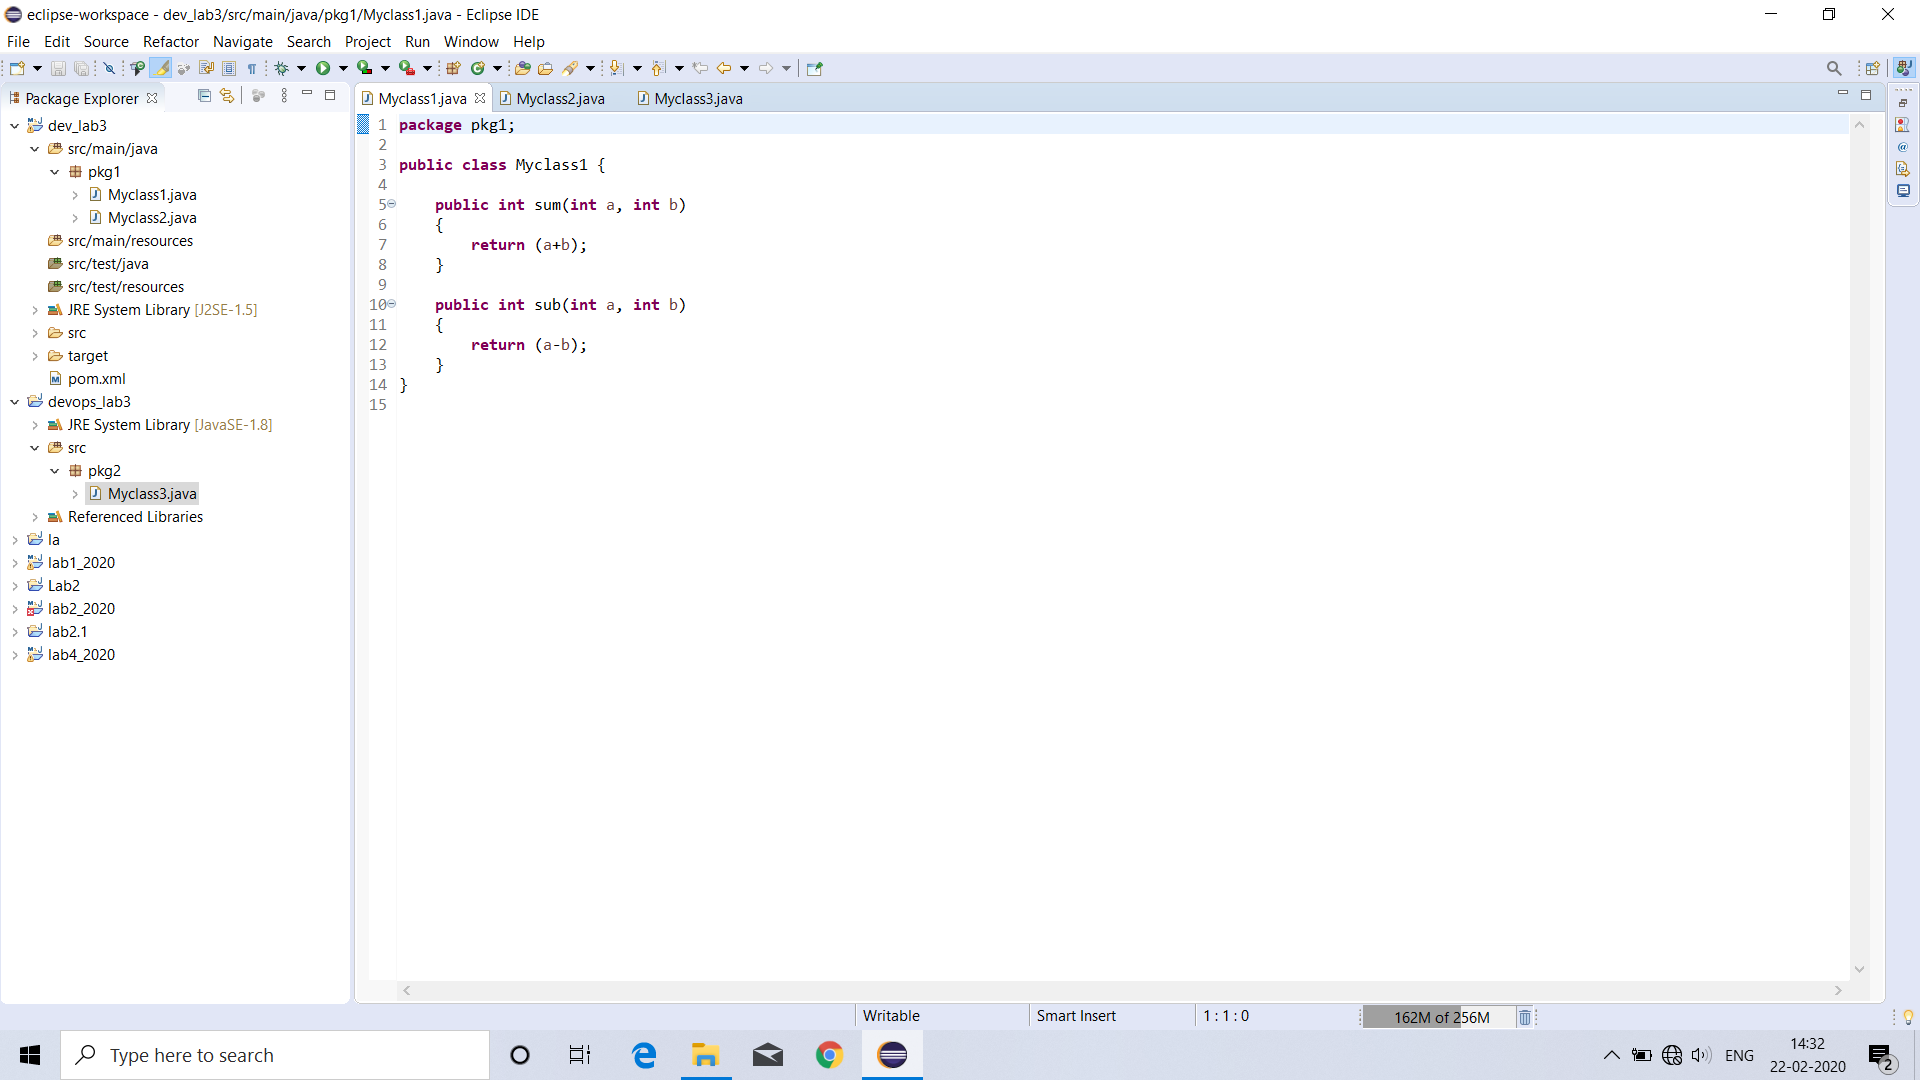 eclipse-workspace - dev_lab3/src/main/java/pkg1/Myclass1.java - Eclipse IDE
File Edit Source Refactor Navigate Search Project Run Window Help
Package Explorer
dev_lab3
src/main/java
pkg1
Myclass1.java
Myclass2.java
src/main/resources
src/test/java
src/test/resources
JRE System Library [J2SE-1.5]
src
target
pom.xml
devops_lab3
JRE System Library [JavaSE-1.8]
src
pkg2
Myclass3.java
Referenced Libraries
la
lab1_2020
Lab2
lab2_2020
lab2.1
lab4_2020
Myclass1.java Myclass2.java Myclass3.java
1 package pkg1;
2
3 public class Myclass1 {
4
5 public int sum(int a, int b)
6 {
7 return (a+b);
8 }
9
10 public int sub(int a, int b)
11 {
12 return (a-b);
13 }
14 }
15
Writable Smart Insert 1 : 1 : 0 162M of 256M
Type here to search
ENG
14:32
22-02-2020
2